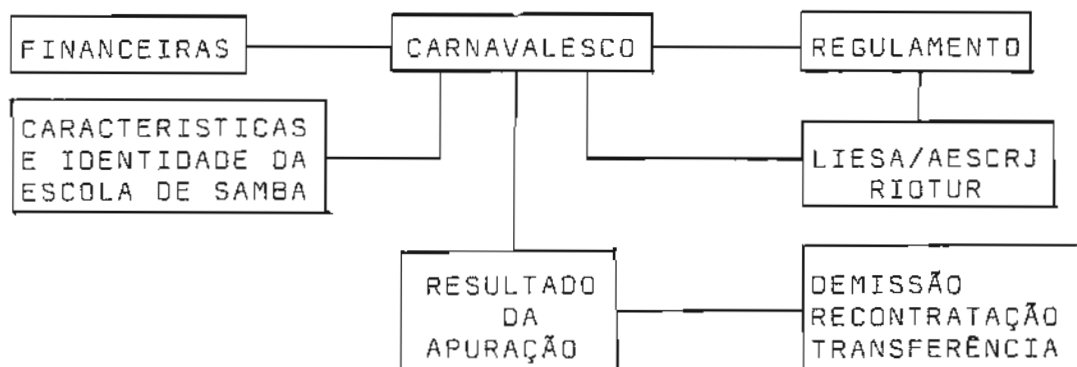 FINANCEIRAS
CARNAVALESCO
REGULAMENTO
CARACTERISTICAS
E IDENTIDADE DA
ESCOLA DE SAMBA
LIESA/AESCRJ
RIOTUR
RESULTADO
DA
APURAÇÃO
DEMISSÃO
RECONTRATAÇÃO
TRANSFERÊNCIA